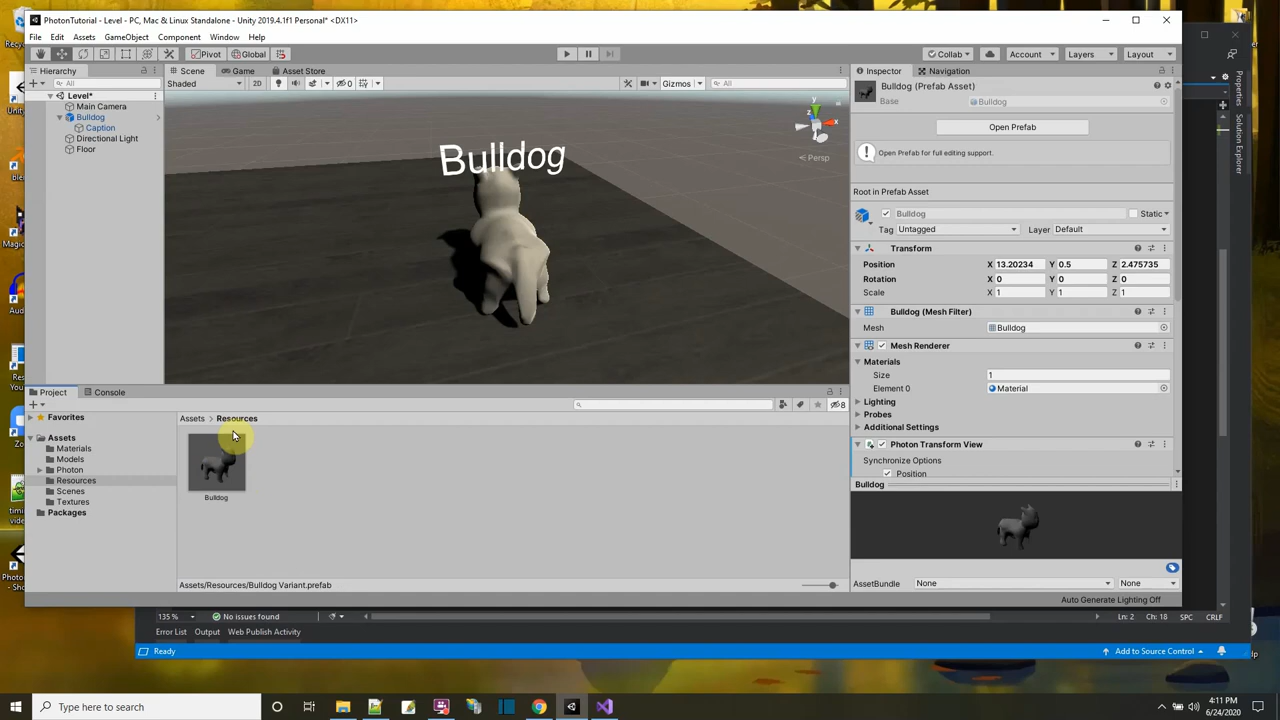 PhotonTutorial - Level - PC, Mac & Linux Standalone - Unity 2019.4.1f1 Personal* <DX11>
File Edit Assets GameObject Component Window Help
Pivot Global Collab Account Layers Layout
Hierarchy Scene Game Asset Store Inspector Navigation
All Shaded 2D 0 Gizmos All
Bulldog (Prefab Asset)
Base Bulldog
Level*
Main Camera
Bulldog
Caption
Directional Light
Floor
Bulldog
y
x
z
Persp
Open Prefab
Open Prefab for full editing support.
Root in Prefab Asset
Bulldog Static
Tag Untagged Layer Default
Transform
Position X 13.20234 Y 0.5 Z 2.475735
Rotation X 0 Y 0 Z 0
Scale X 1 Y 1 Z 1
Bulldog (Mesh Filter)
Mesh Bulldog
Mesh Renderer
Materials
Size 1
Element 0 Material
Lighting
Probes
Additional Settings
Photon Transform View
Synchronize Options
Position
Bulldog
AssetBundle None None
Auto Generate Lighting Off
Project Console
8
Favorites
Assets
Materials
Models
Photon
Resources
Scenes
Textures
Packages
Assets > Resources
Bulldog
Assets/Resources/Bulldog Variant.prefab
Properties
Solution Explorer
135 % No issues found Ln: 2 Ch: 18 SPC CRLF
Error List Output Web Publish Activity
Ready Add to Source Control
Type here to search
4:11 PM
6/24/2020